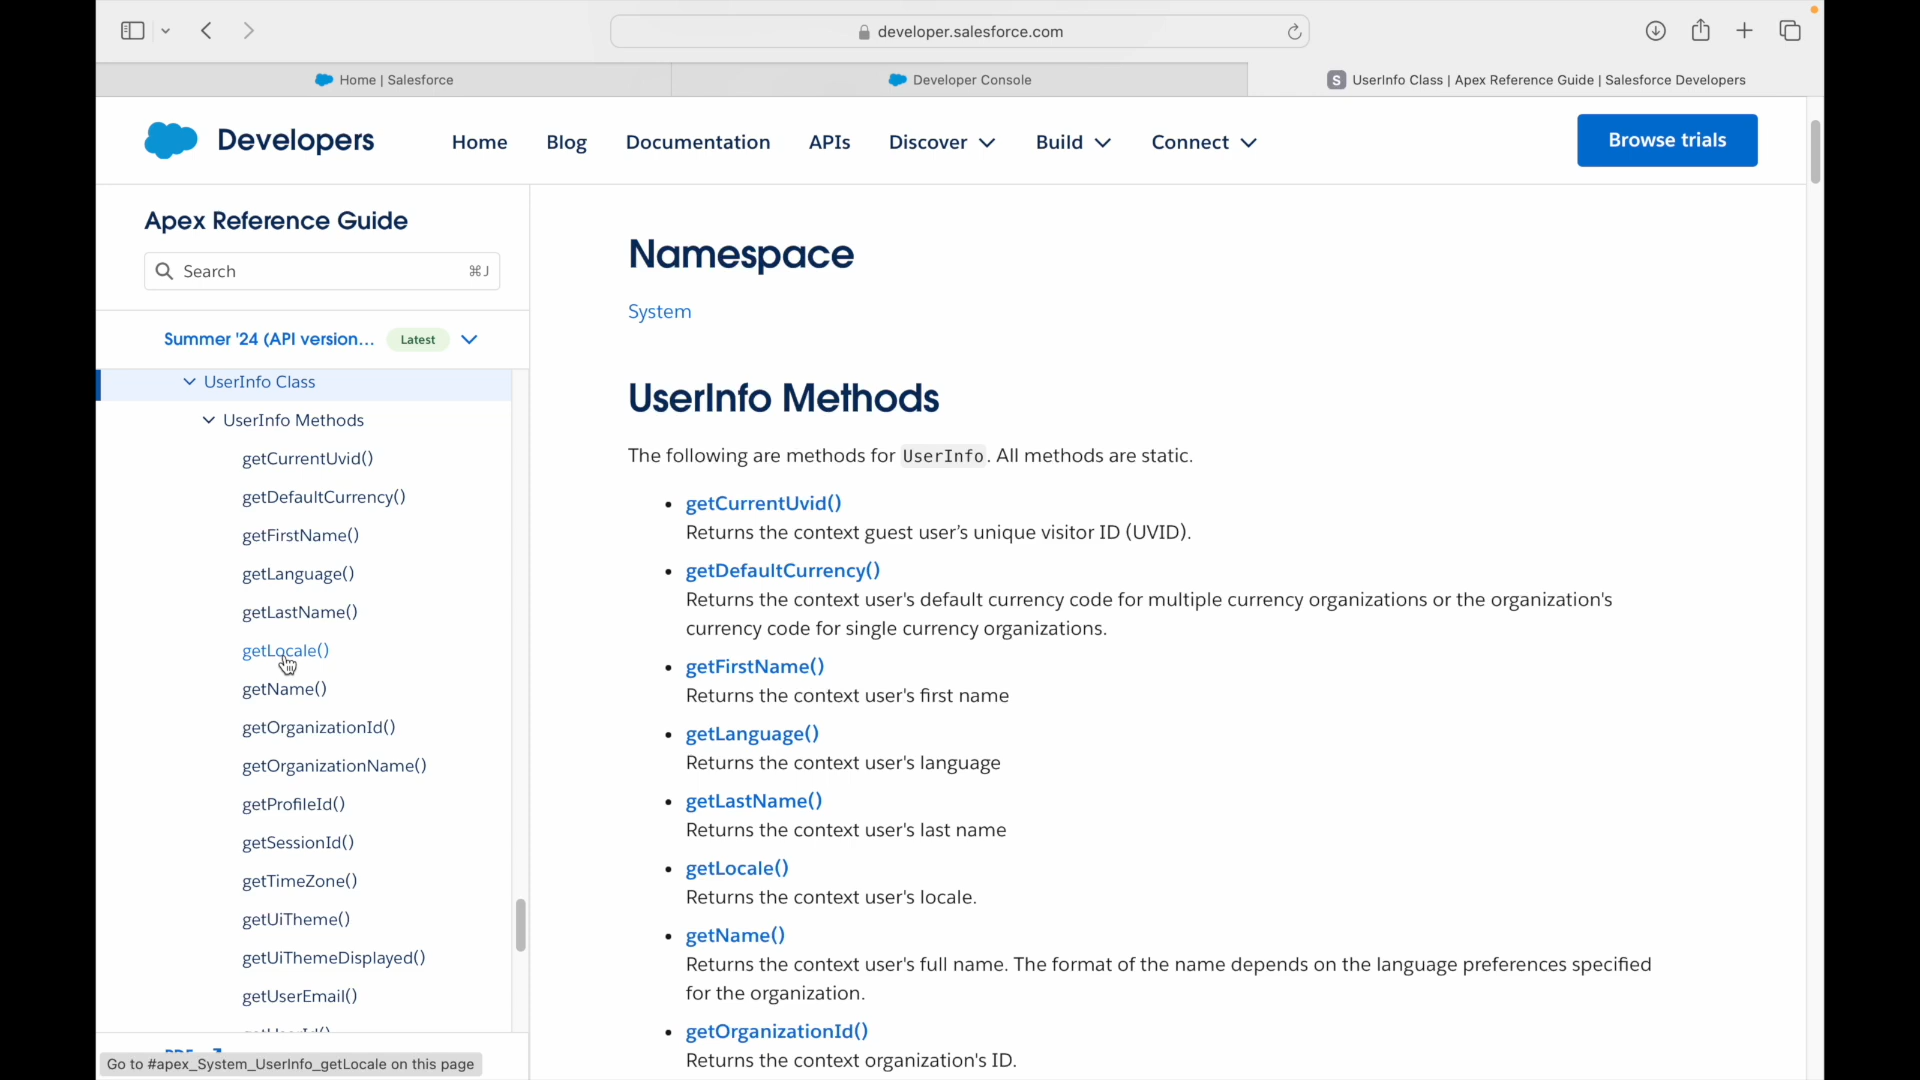 developer.salesforce.com
Home | Salesforce
Developer Console
S UserInfo Class | Apex Reference Guide | Salesforce Developers
Developers
Home
Blog
Documentation
APIs
Discover
Build
Connect
Browse trials
Apex Reference Guide
Search ⌘J
Summer '24 (API version... Latest
UserInfo Class
UserInfo Methods
getCurrentUvid()
getDefaultCurrency()
getFirstName()
getLanguage()
getLastName()
getLocale()
getName()
getOrganizationId()
getOrganizationName()
getProfileId()
getSessionId()
getTimeZone()
getUiTheme()
getUiThemeDisplayed()
getUserEmail()
Go to #apex_System_UserInfo_getLocale on this page
Namespace
System
UserInfo Methods
The following are methods for UserInfo. All methods are static.
• getCurrentUvid()
Returns the context guest user’s unique visitor ID (UVID).
• getDefaultCurrency()
Returns the context user's default currency code for multiple currency organizations or the organization's
currency code for single currency organizations.
• getFirstName()
Returns the context user's first name
• getLanguage()
Returns the context user's language
• getLastName()
Returns the context user's last name
• getLocale()
Returns the context user's locale.
• getName()
Returns the context user's full name. The format of the name depends on the language preferences specified
for the organization.
• getOrganizationId()
Returns the context organization's ID.